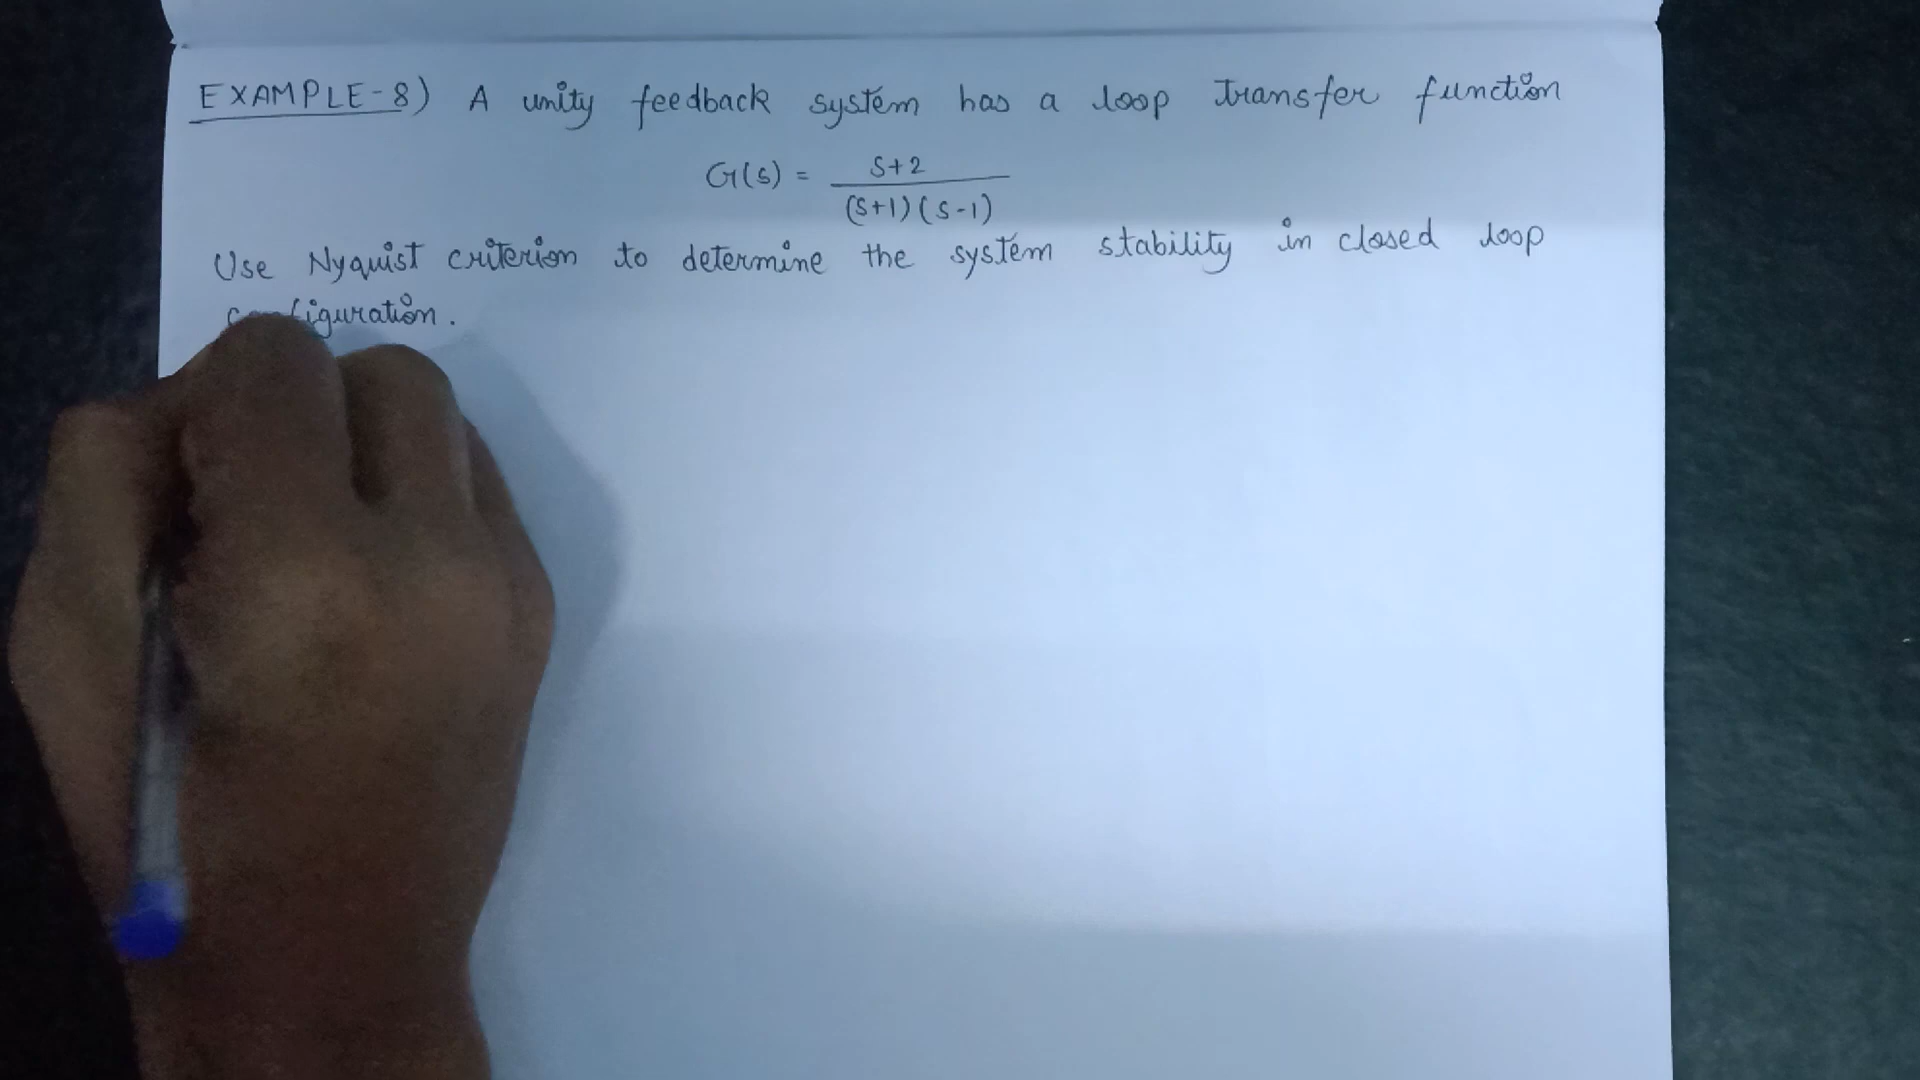 EXAMPLE-8) A unity feedback system has a loop transfer function
G(s) = s+2 / (s+1)(s-1)
Use Nyquist criterion to determine the system stability in closed loop
configuration.